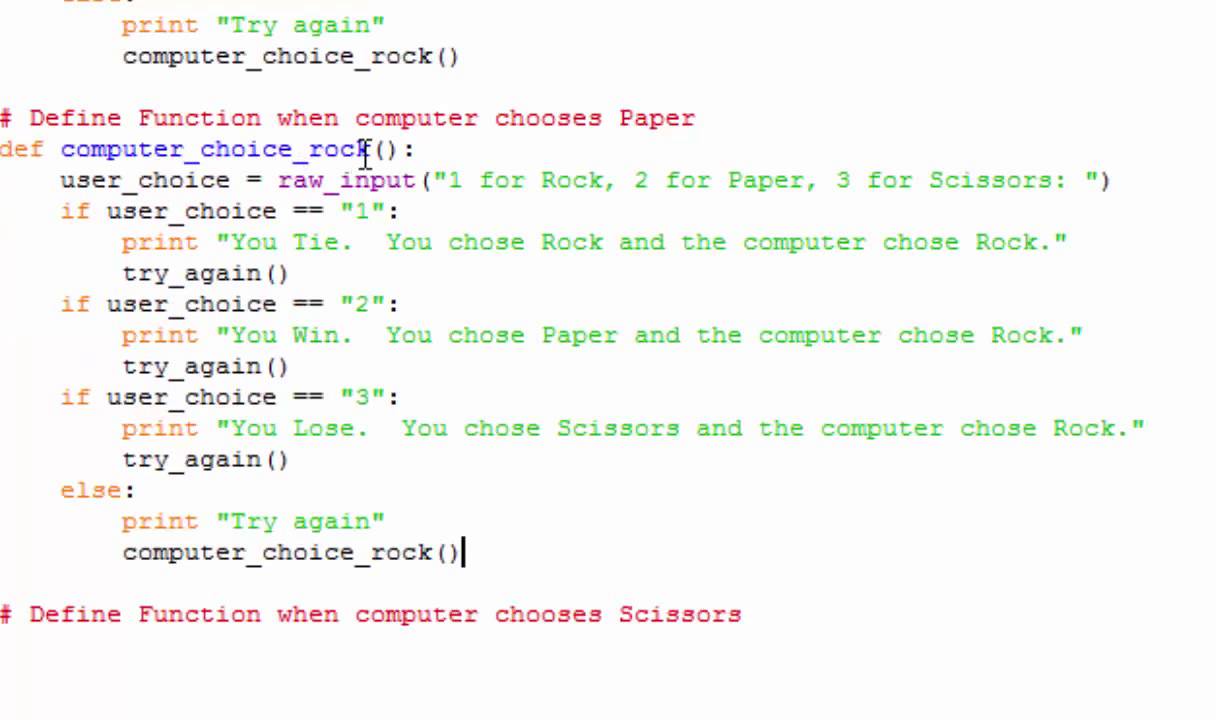 print "Try again"
computer_choice_rock()
# Define Function when computer chooses Paper
def computer_choice_rock():
user_choice = raw_input("1 for Rock, 2 for Paper, 3 for Scissors: ")
if user_choice == "1":
print "You Tie.  You chose Rock and the computer chose Rock."
try_again()
if user_choice == "2":
print "You Win.  You chose Paper and the computer chose Rock."
try_again()
if user_choice == "3":
print "You Lose.  You chose Scissors and the computer chose Rock."
try_again()
else:
print "Try again"
computer_choice_rock()
# Define Function when computer chooses Scissors